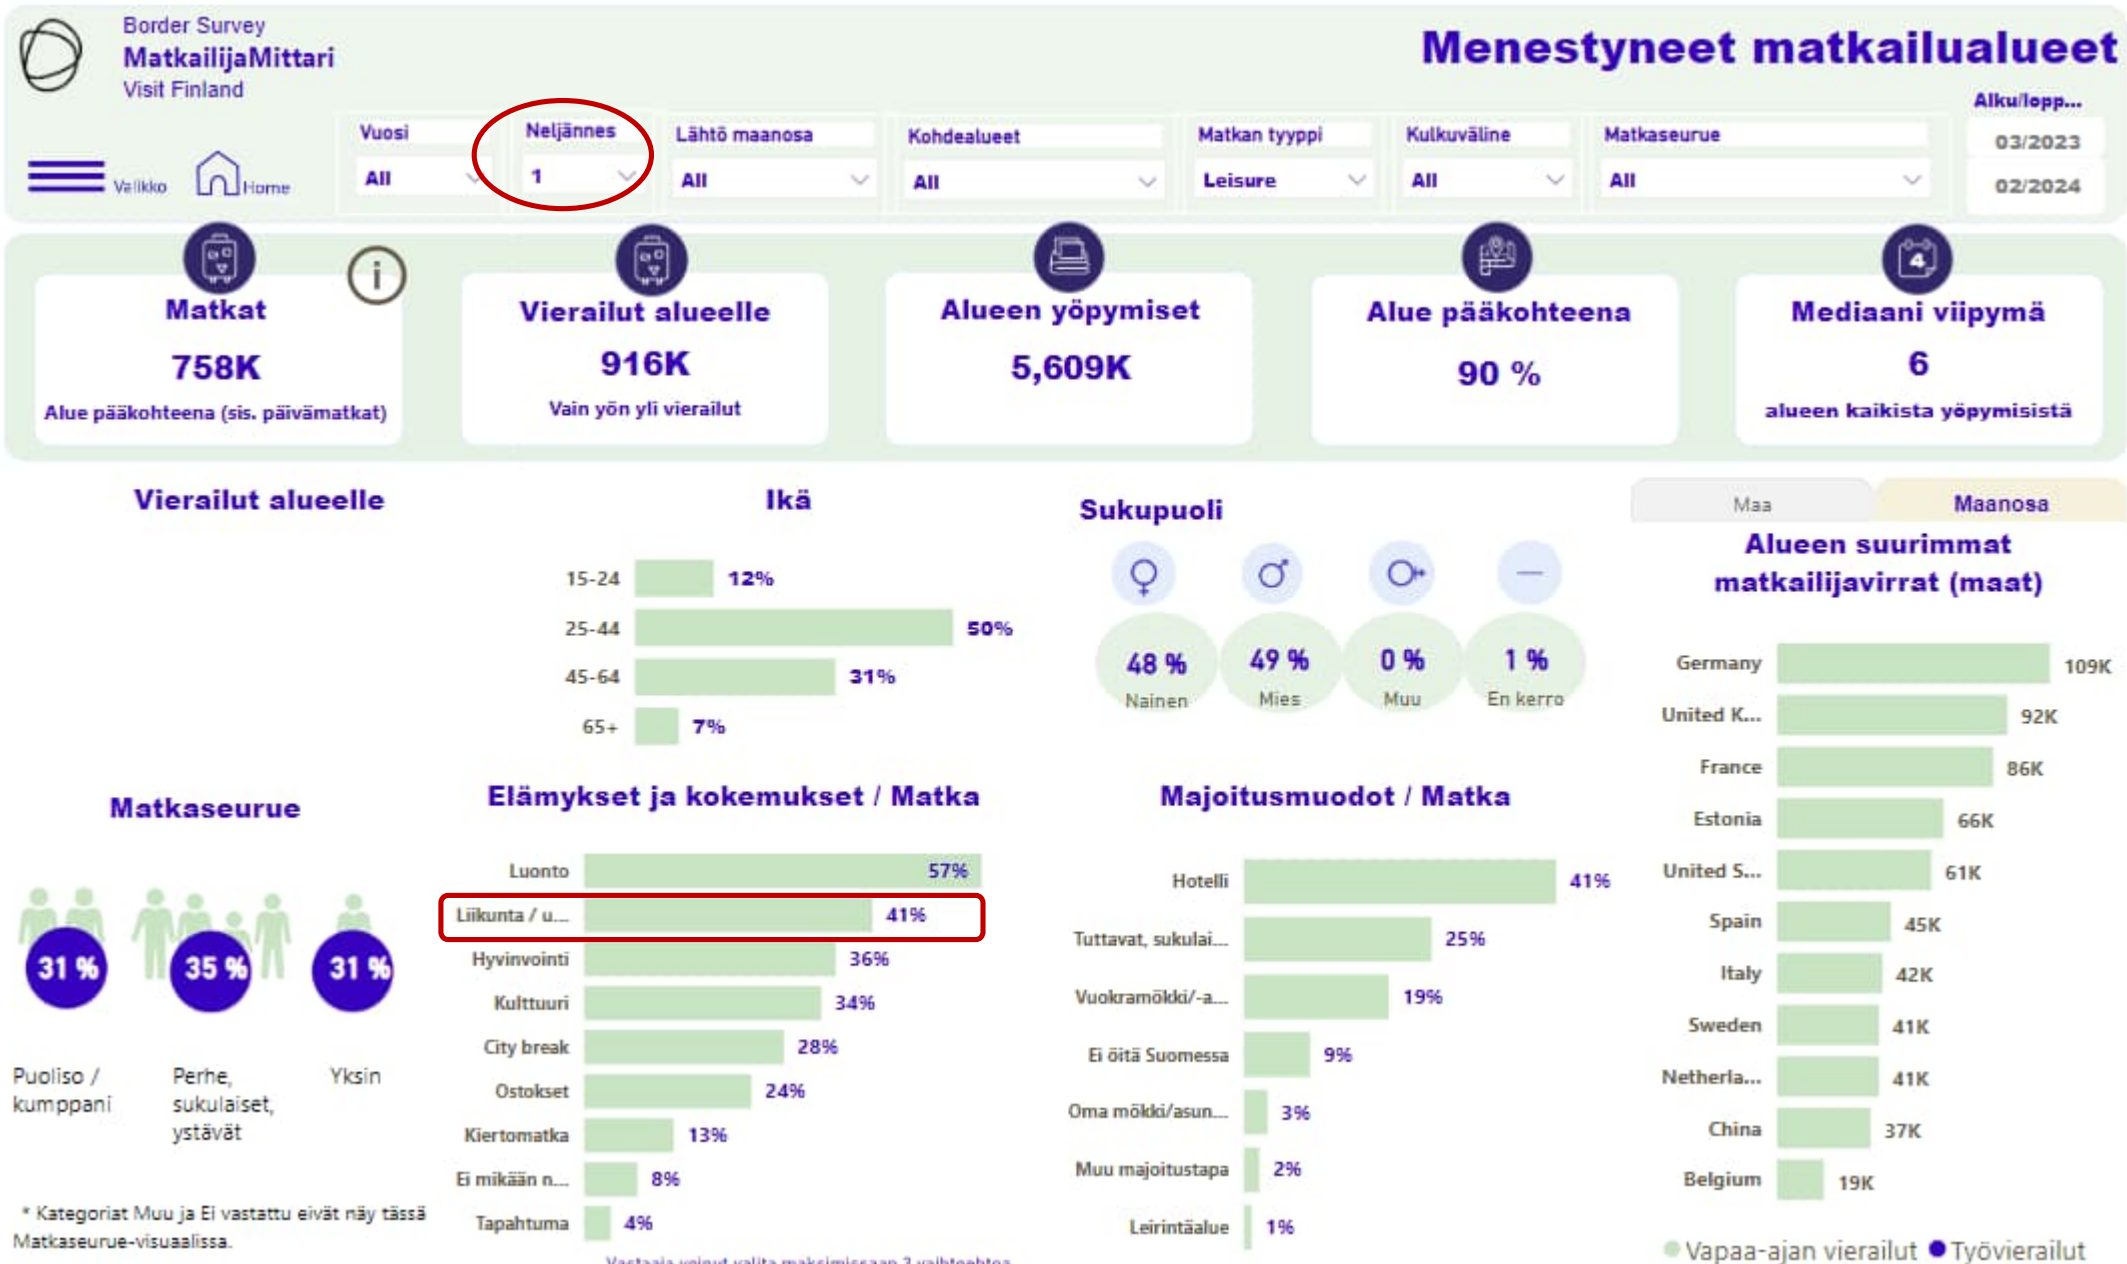 Border Survey
MatkailijaMittari
Visit Finland
Menestyneet matkailualueet
Alku/lopp...
03/2023
02/2024
Valikko
Home
Vuosi
All
Neljännes
1
Lähtö maanosa
All
Kohdealueet
All
Matkan tyyppi
Leisure
Kulkuväline
All
Matkaseurue
All
i
Matkat
758K
Alue pääkohteena (sis. päivämatkat)
Vierailut alueelle
916K
Vain yön yli vierailut
Alueen yöpymiset
5,609K
Alue pääkohteena
90 %
4
Mediaani viipymä
6
alueen kaikista yöpymisistä
Vierailut alueelle
Ikä
15-24 12%
25-44 50%
45-64 31%
65+ 7%
Sukupuoli
48 % 49 % 0 % 1 %
Nainen Mies Muu En kerro
Maa Maanosa
Alueen suurimmat
matkailijavirrat (maat)
Germany 109K
United K... 92K
France 86K
Estonia 66K
United S... 61K
Spain 45K
Italy 42K
Sweden 41K
Netherla... 41K
China 37K
Belgium 19K
Vapaa-ajan vierailut Työvierailut
Matkaseurue
31 % 35 % 31 %
Puoliso /
kumppani
Perhe,
sukulaiset,
ystävät
Yksin
* Kategoriat Muu ja Ei vastattu eivät näy tässä
Matkaseurue-visuaalissa.
Elämykset ja kokemukset / Matka
Luonto 57%
Liikunta / u... 41%
Hyvinvointi 36%
Kulttuuri 34%
City break 28%
Ostokset 24%
Kiertomatka 13%
Ei mikään n... 8%
Tapahtuma 4%
Vastaaja voinut valita maksimissaan 3 vaihtoehtoa
Majoitusmuodot / Matka
Hotelli 41%
Tuttavat, sukulai... 25%
Vuokramökki/-a... 19%
Ei öitä Suomessa 9%
Oma mökki/asun... 3%
Muu majoitustapa 2%
Leirintäalue 1%